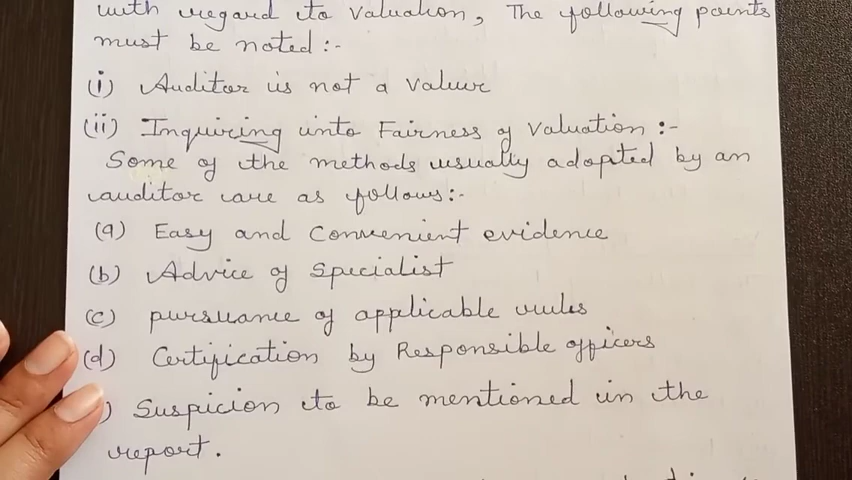 with regard to valuation, The following points
must be noted :-
(i) Auditor is not a valuer
(ii) Inquiring into Fairness of Valuation :-
Some of the methods usually adopted by an
auditor are as follows:-
(a) Easy and Convenient evidence
(b) Advice of Specialist
(c) pursuance of applicable rules
(d) Certification by Responsible officers
) Suspicion to be mentioned in the
report.